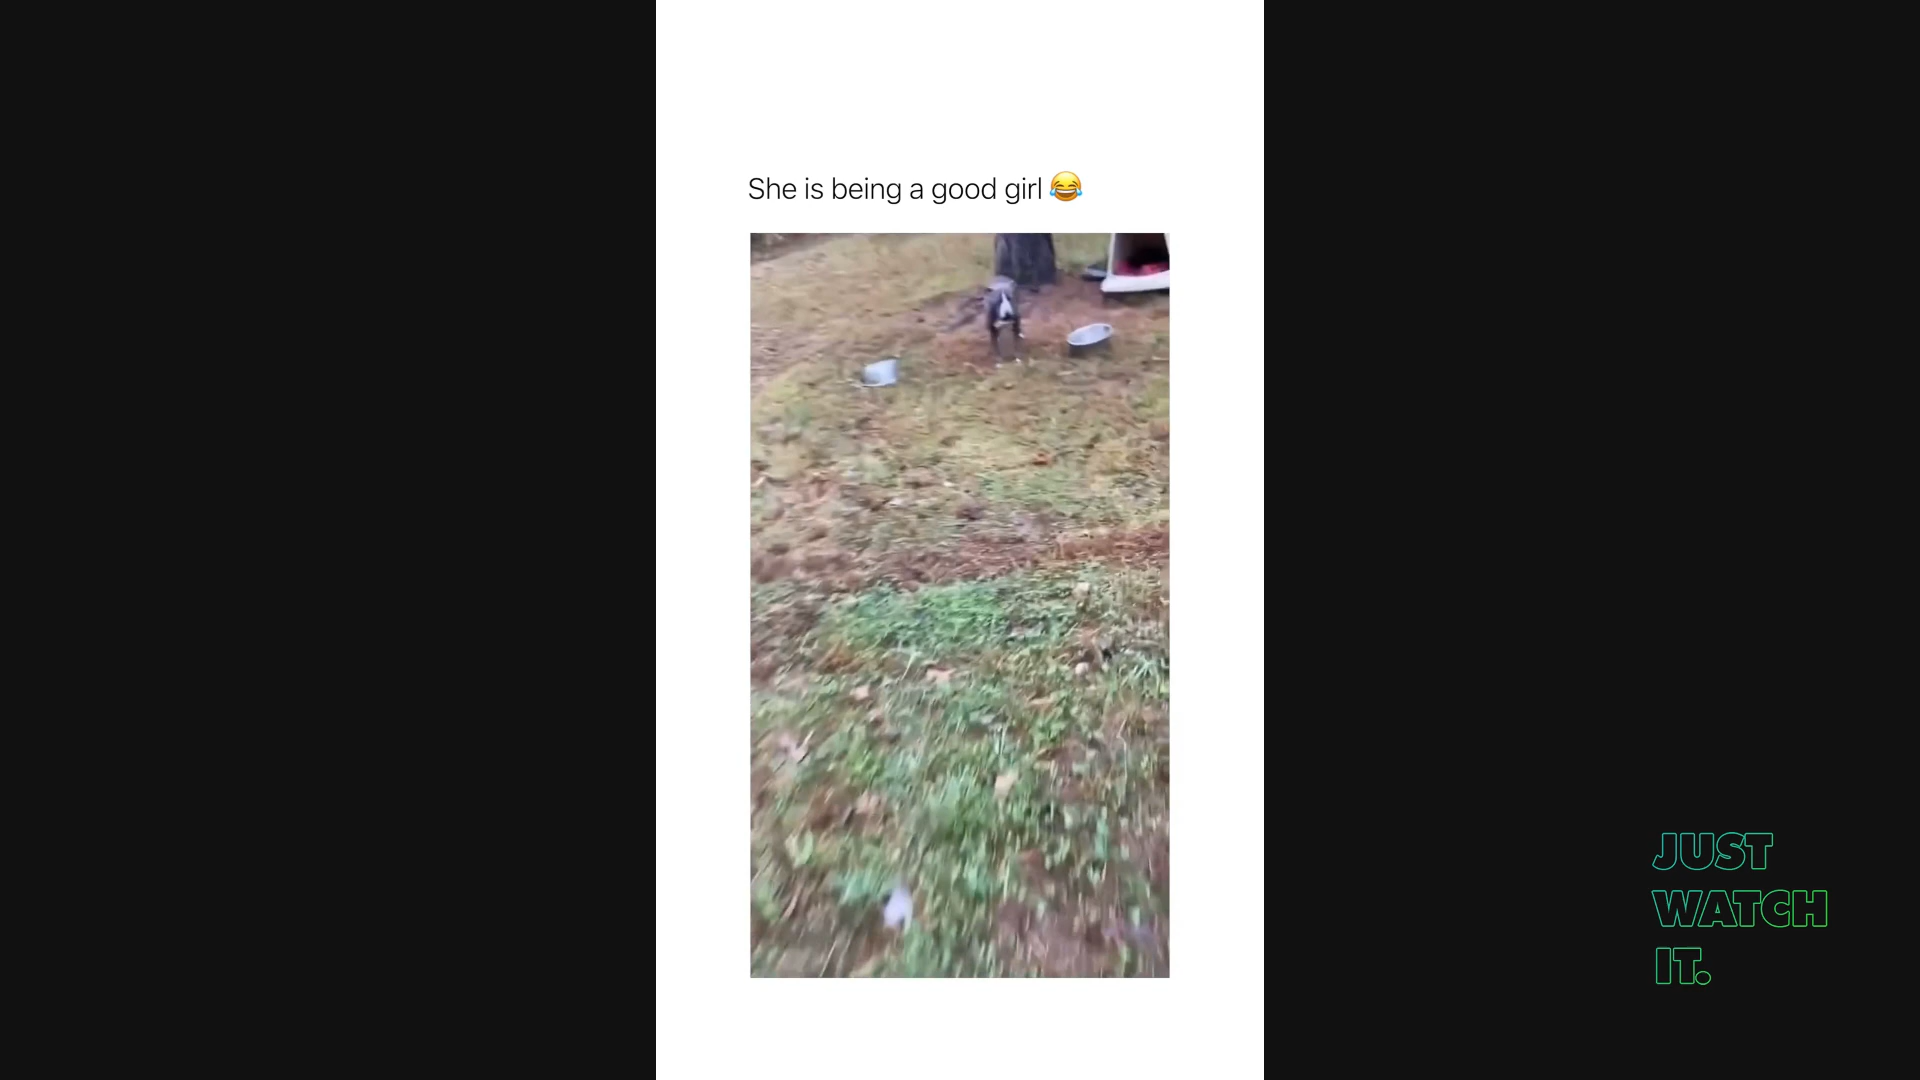 She is being a good girl 😂
JUST
WATCH
IT.